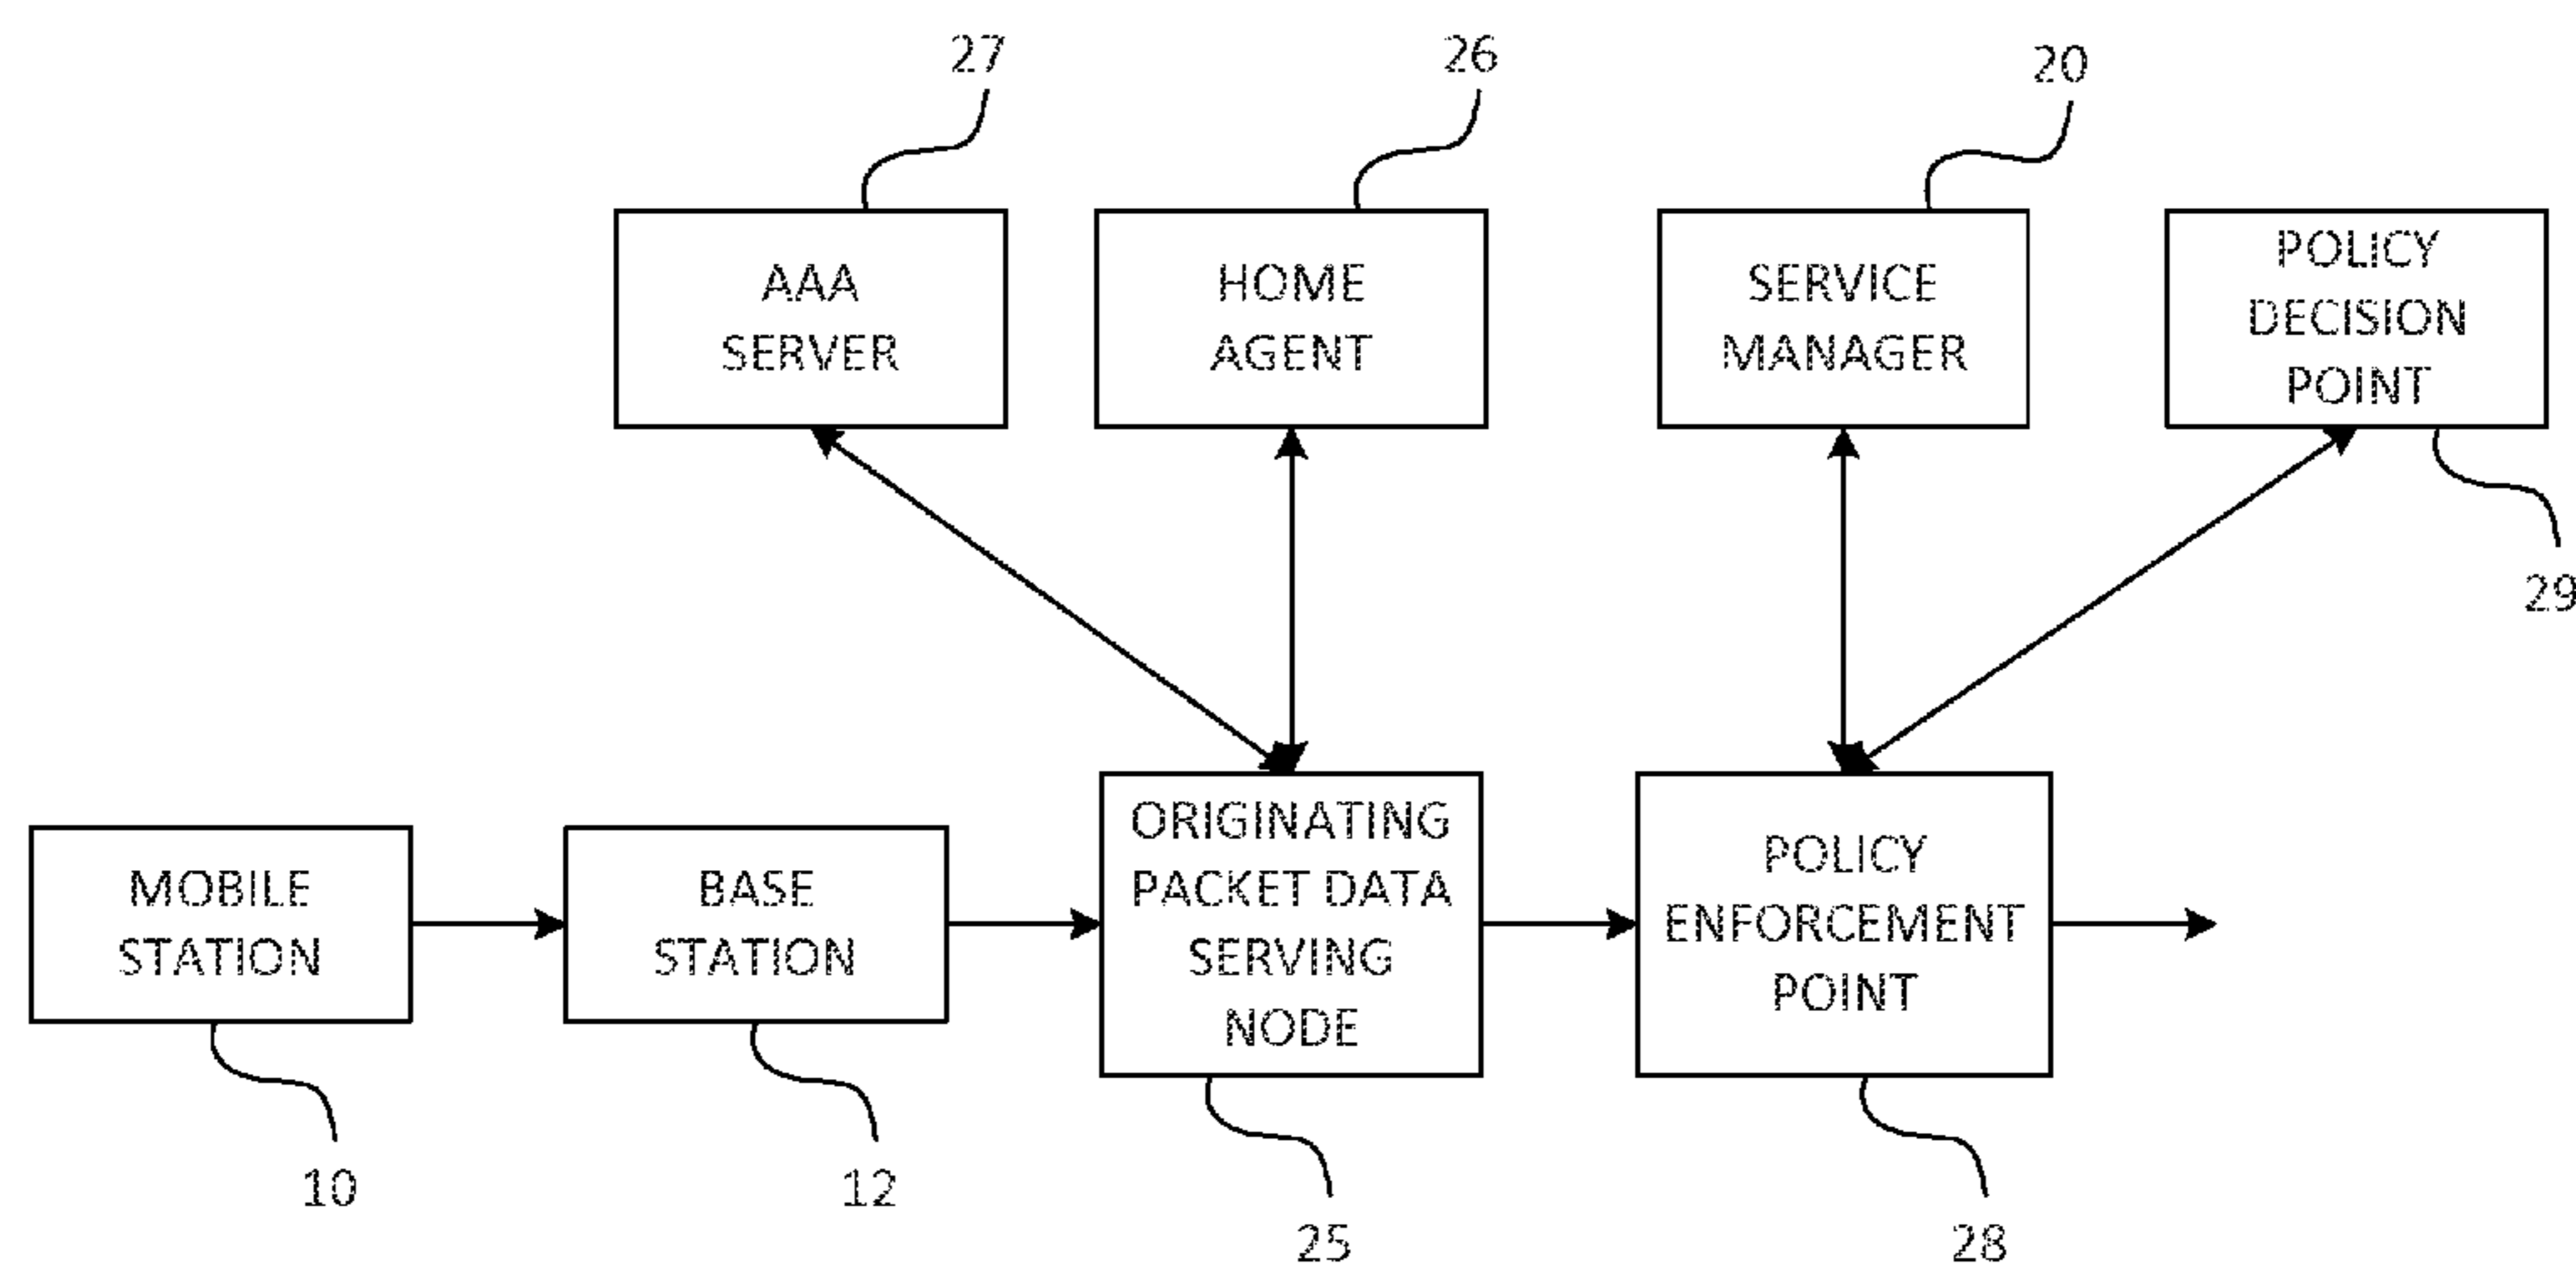 27
26
20
AAA
SERVER
HOME
AGENT
SERVICE
MANAGER
POLICY
DECISION
POINT
29
MOBILE
STATION
BASE
STATION
ORIGINATING
PACKET DATA
SERVING
NODE
POLICY
ENFORCEMENT
POINT
10
12
25
28